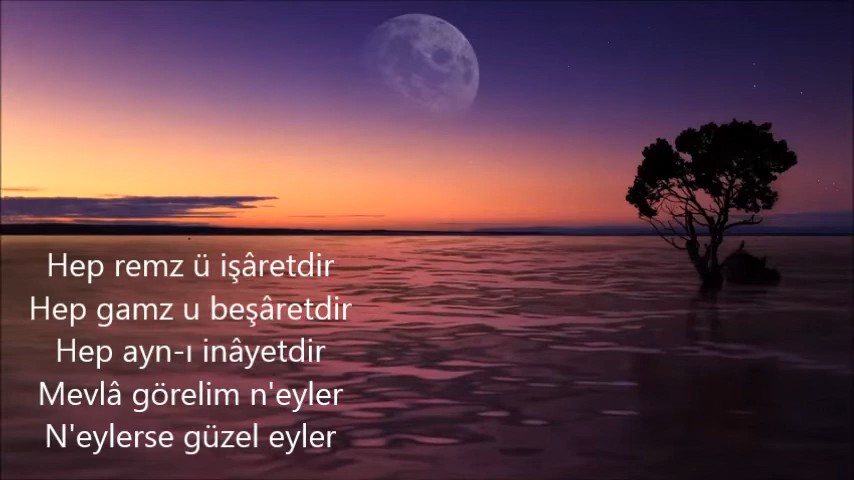 Hep remz ü işâretdir
Hep gamz u beşâretdir
Hep ayn-ı inâyetdir
Mevlâ görelim n'eyler
N'eylerse güzel eyler